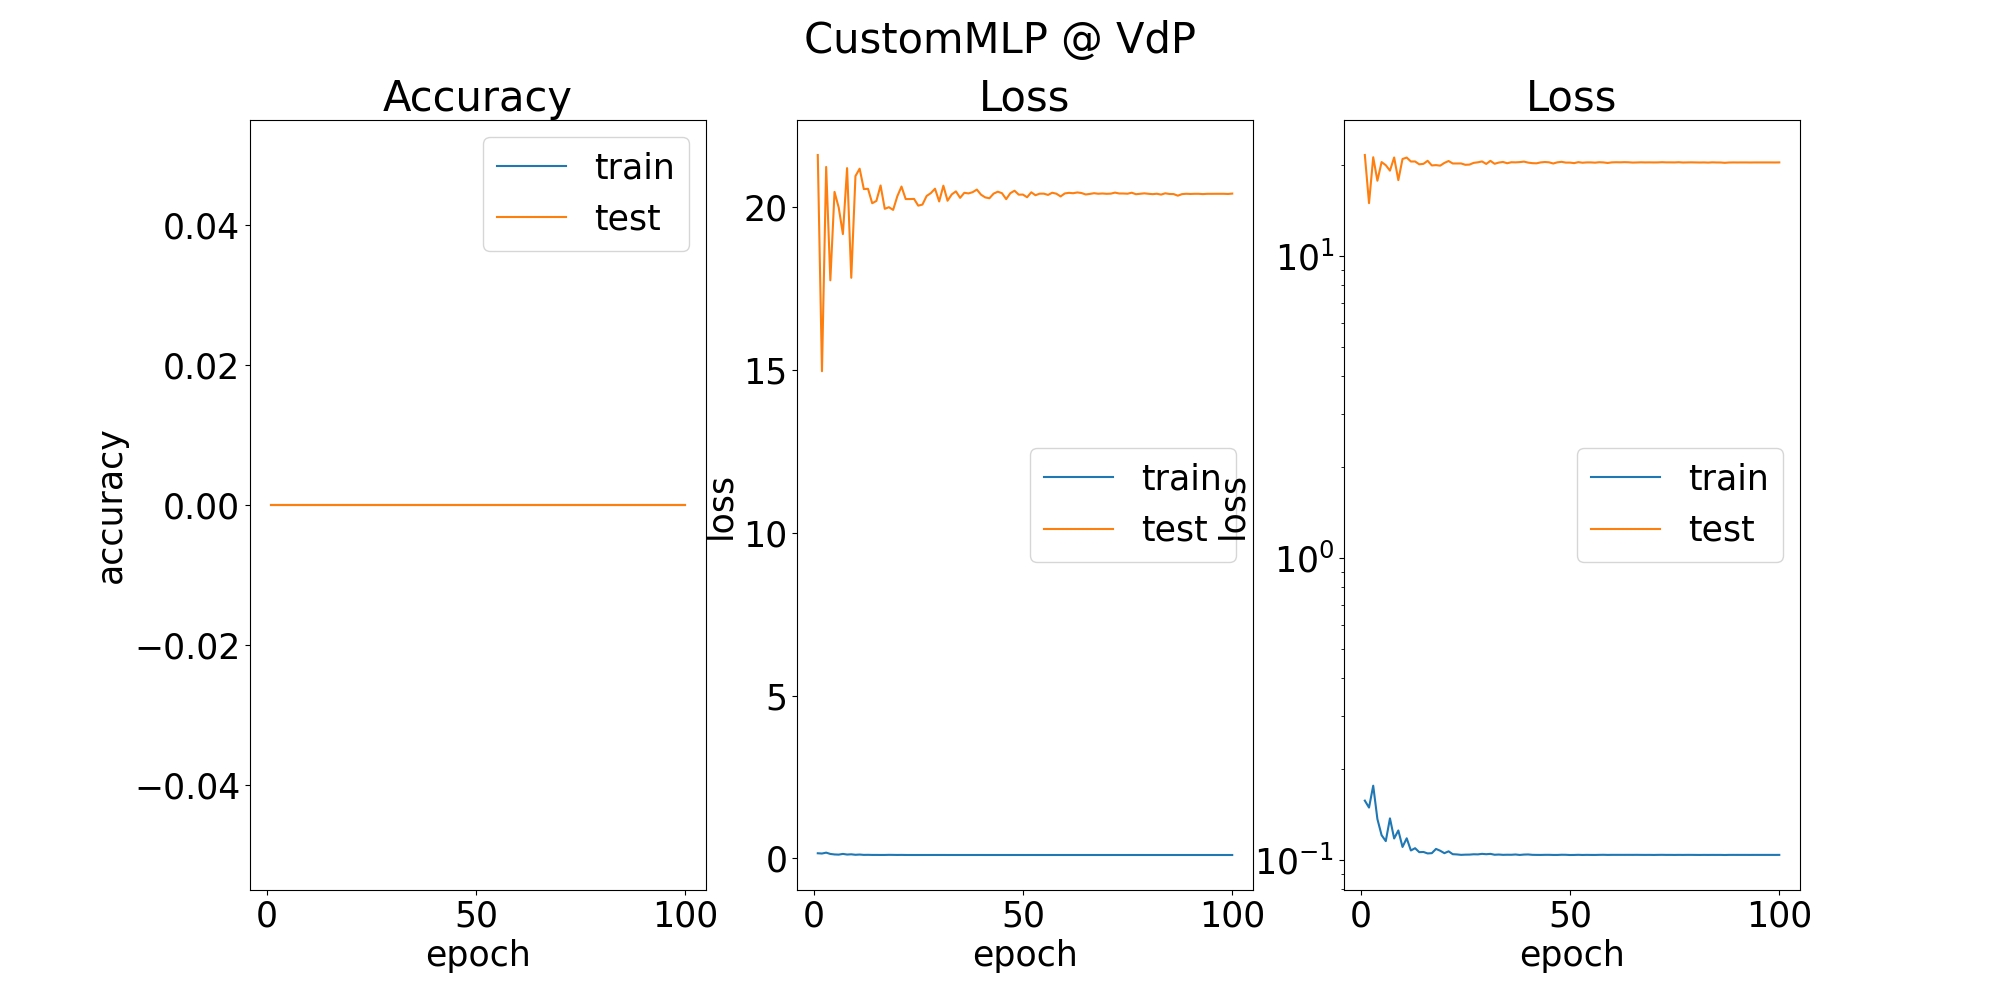 CustomMLP @ VdP
Accuracy
train
test
0.04
0.02
0.00
−0.02
−0.04
accuracy
0
50
100
epoch
Loss
train
test
20
15
10
5
0
loss
0
50
100
epoch
Loss
train
test
10^1
10^0
10^−1
loss
0
50
100
epoch